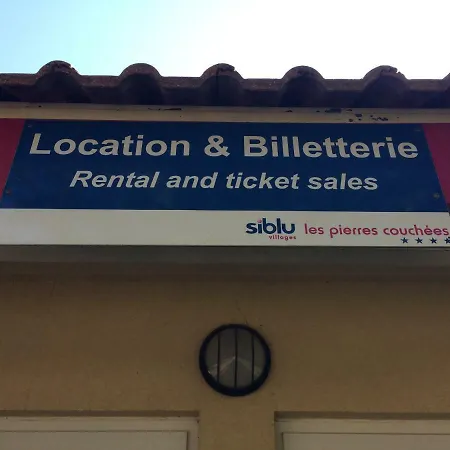 Location & Billetterie
Rental and ticket sales
siblu les pierres couchées
villages